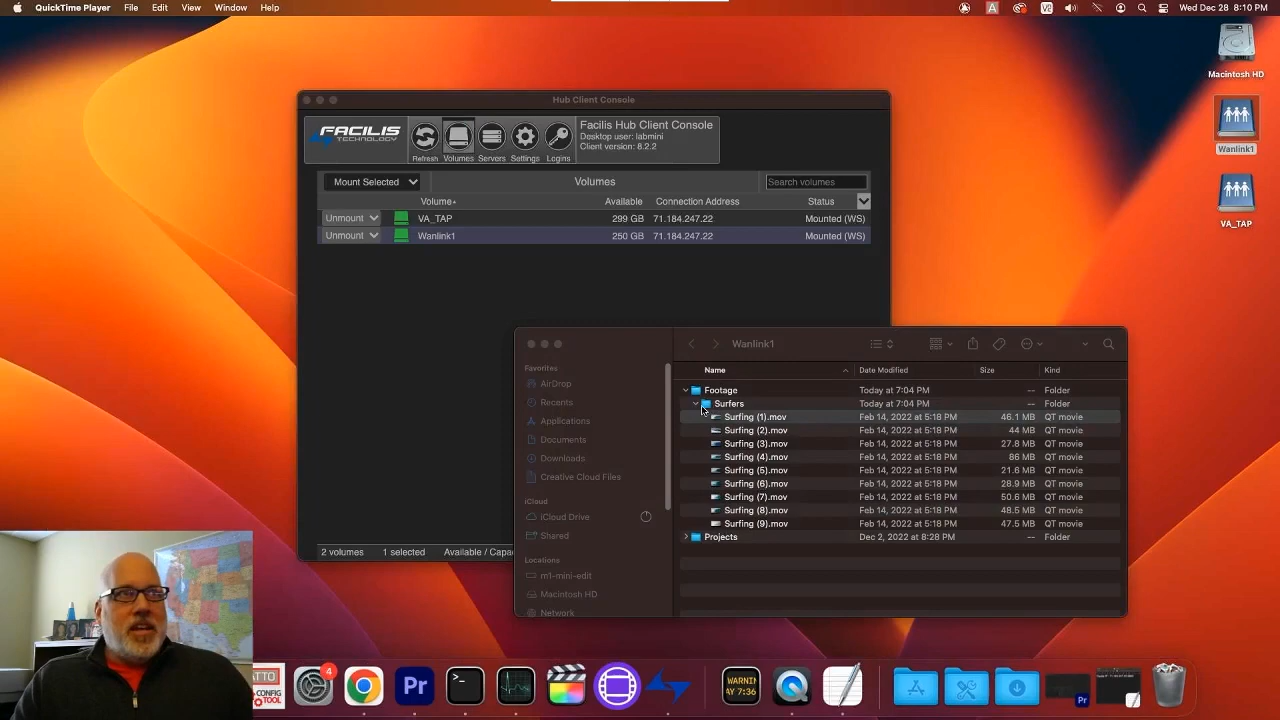 QuickTime Player File Edit View Window Help
Wed Dec 28 8:10 PM
Macintosh HD
Wanlink1
VA_TAP
Hub Client Console
FACILIS
TECHNOLOGY
Refresh Volumes Servers Settings Logins
Facilis Hub Client Console
Desktop user: labmini
Client version: 8.2.2
Mount Selected Volumes Search volumes
Volume Available Connection Address Status
Unmount VA_TAP 299 GB 71.184.247.22 Mounted (WS)
Unmount Wanlink1 250 GB 71.184.247.22 Mounted (WS)
2 volumes 1 selected Available / Capac
Wanlink1
Favorites
AirDrop
Recents
Applications
Documents
Downloads
Creative Cloud Files
iCloud
iCloud Drive
Shared
Locations
m1-mini-edit
Macintosh HD
Network
Name Date Modified Size Kind
Footage Today at 7:04 PM -- Folder
Surfers Today at 7:04 PM -- Folder
Surfing (1).mov Feb 14, 2022 at 5:18 PM 46.1 MB QT movie
Surfing (2).mov Feb 14, 2022 at 5:18 PM 44 MB QT movie
Surfing (3).mov Feb 14, 2022 at 5:18 PM 27.8 MB QT movie
Surfing (4).mov Feb 14, 2022 at 5:18 PM 86 MB QT movie
Surfing (5).mov Feb 14, 2022 at 5:18 PM 21.6 MB QT movie
Surfing (6).mov Feb 14, 2022 at 5:18 PM 28.9 MB QT movie
Surfing (7).mov Feb 14, 2022 at 5:18 PM 50.6 MB QT movie
Surfing (8).mov Feb 14, 2022 at 5:18 PM 48.5 MB QT movie
Surfing (9).mov Feb 14, 2022 at 5:18 PM 47.5 MB QT movie
Projects Dec 2, 2022 at 8:28 PM -- Folder
ATTO
CONFIG
TOOL
4
Pr
WARNIN
AY 7:36
Pr